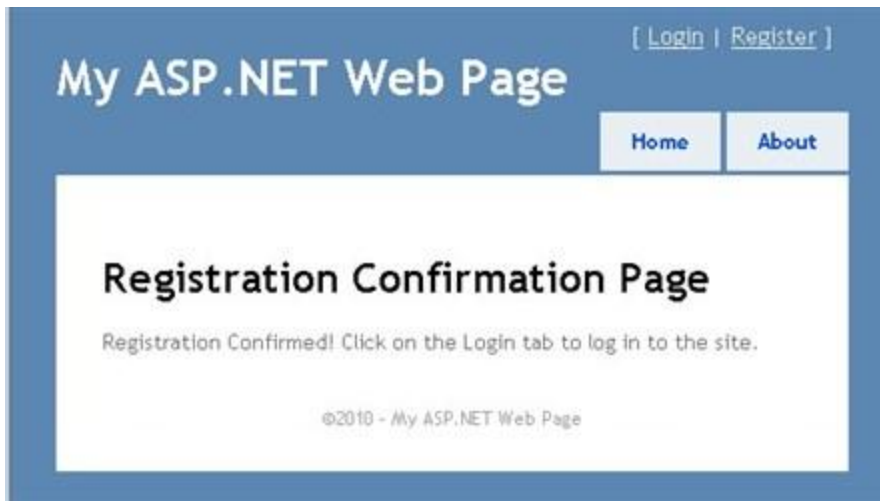 [ Login | Register ]
My ASP.NET Web Page
Home About
Registration Confirmation Page
Registration Confirmed! Click on the Login tab to log in to the site.
©2010 - My ASP.NET Web Page